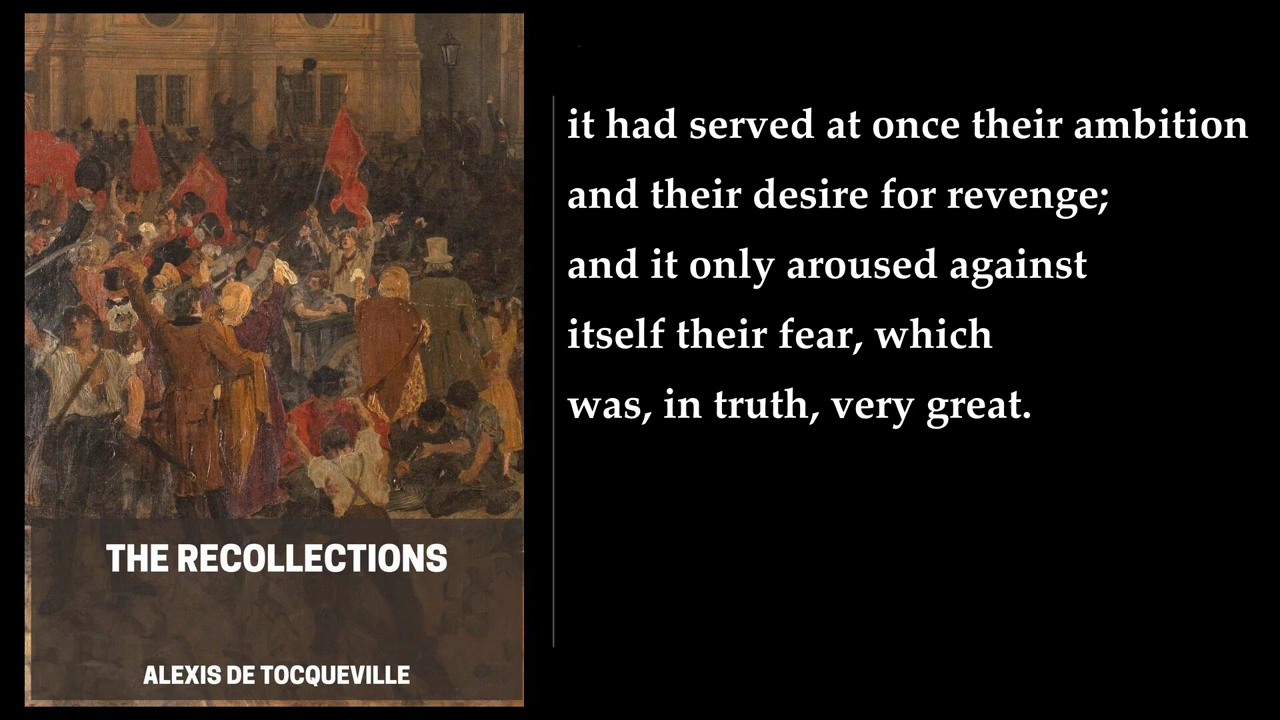 it had served at once their ambition
and their desire for revenge;
and it only aroused against
itself their fear, which
was, in truth, very great.
THE RECOLLECTIONS
ALEXIS DE TOCQUEVILLE